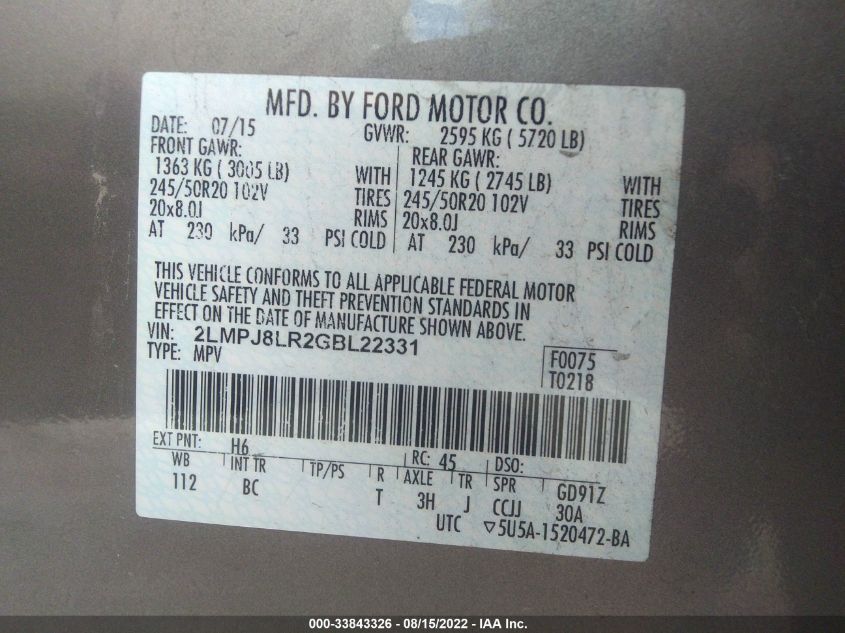 MFD. BY FORD MOTOR CO.
DATE: 07/15 GVWR: 2595 KG ( 5720 LB)
FRONT GAWR: REAR GAWR:
1363 KG ( 3005 LB) WITH 1245 KG ( 2745 LB) WITH
245/50R20 102V TIRES 245/50R20 102V TIRES
20x8.0J RIMS 20x8.0J RIMS
AT 230 kPa/ 33 PSI COLD AT 230 kPa/ 33 PSI COLD
THIS VEHICLE CONFORMS TO ALL APPLICABLE FEDERAL MOTOR
VEHICLE SAFETY AND THEFT PREVENTION STANDARDS IN
EFFECT ON THE DATE OF MANUFACTURE SHOWN ABOVE.
VIN: 2LMPJ8LR2GBL22331
TYPE: MPV
F0075
T0218
EXT PNT: H6 RC: 45 DSO:
WB INT TR TP/PS R AXLE TR SPR GD91Z
112 BC T 3H J CCJJ 30A
UTC ▽5U5A-1520472-BA
000-33843326 - 08/15/2022 - IAA Inc.